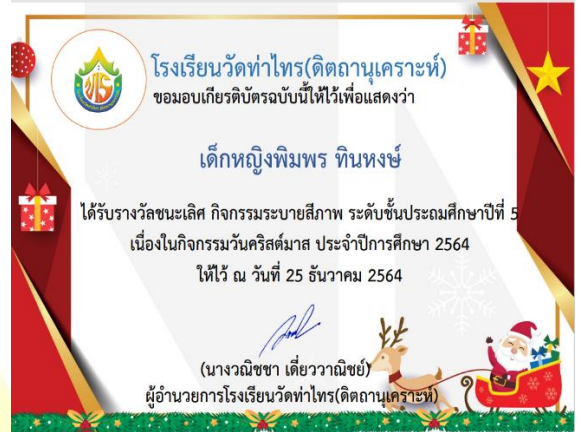 โรงเรียนวัดท่าไทร(ดิตถานุเคราะห์)
ขอมอบเกียรติบัตรฉบับนี้ให้ไว้เพื่อแสดงว่า
เด็กหญิงพิมพร ทินหงษ์
ได้รับรางวัลชนะเลิศ กิจกรรมระบายสีภาพ ระดับชั้นประถมศึกษาปีที่ 5
เนื่องในกิจกรรมวันคริสต์มาส ประจำปีการศึกษา 2564
ให้ไว้ ณ วันที่ 25 ธันวาคม 2564
(นางวณิชชา เดี่ยววาณิชย์)
ผู้อำนวยการโรงเรียนวัดท่าไทร(ดิตถานุเคราะห์)